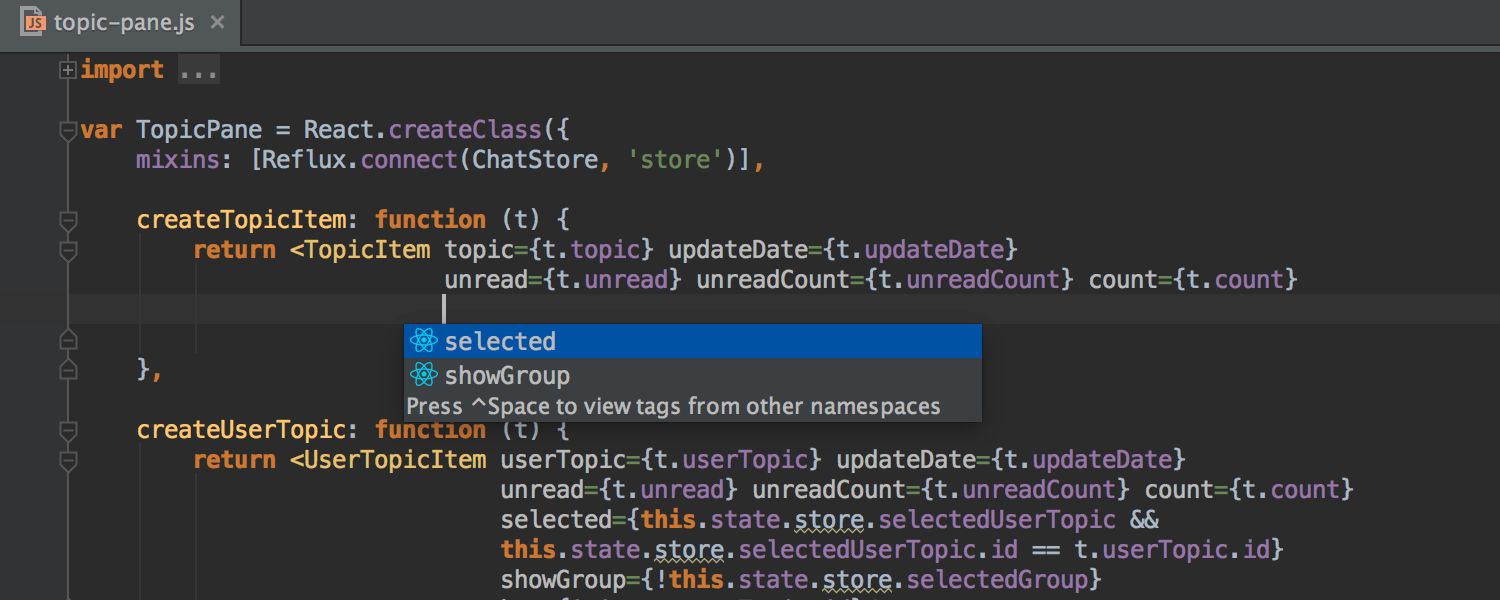 JS topic-pane.js ×
import ...
var TopicPane = React.createClass({
mixins: [Reflux.connect(ChatStore, 'store')],
createTopicItem: function (t) {
return <TopicItem topic={t.topic} updateDate={t.updateDate}
unread={t.unread} unreadCount={t.unreadCount} count={t.count}
selected
showGroup
},
Press ^Space to view tags from other namespaces
createUserTopic: function (t) {
return <UserTopicItem userTopic={t.userTopic} updateDate={t.updateDate}
unread={t.unread} unreadCount={t.unreadCount} count={t.count}
selected={this.state.store.selectedUserTopic &&
this.state.store.selectedUserTopic.id == t.userTopic.id}
showGroup={!this.state.store.selectedGroup}